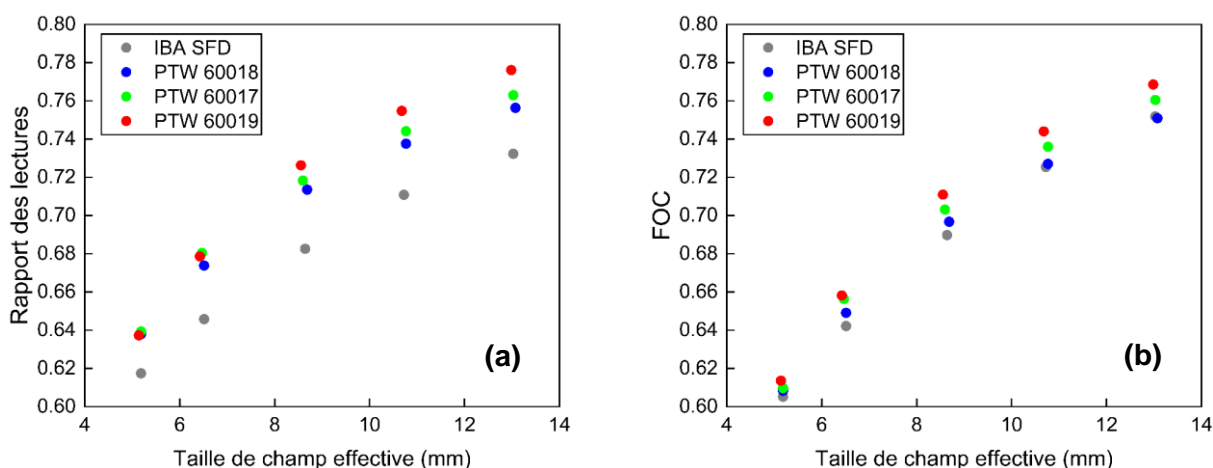 0.80
0.78
0.76
0.74
0.72
0.70
0.68
0.66
0.64
0.62
0.60
Rapport des lectures
IBA SFD
PTW 60018
PTW 60017
PTW 60019
(a)
4 6 8 10 12 14
Taille de champ effective (mm)
0.80
0.78
0.76
0.74
0.72
0.70
0.68
0.66
0.64
0.62
0.60
FOC
IBA SFD
PTW 60018
PTW 60017
PTW 60019
(b)
4 6 8 10 12 14
Taille de champ effective (mm)